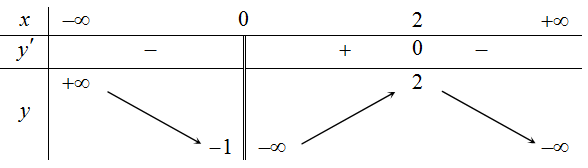 x −∞ 0 2 +∞
y′ − + 0 −
+∞ 2
y
−1 −∞ −∞